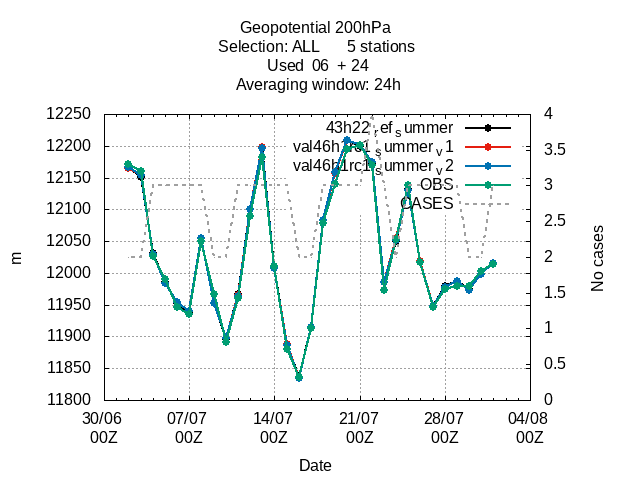 Geopotential 200hPa
Selection: ALL 5 stations
Used 06 + 24
Averaging window: 24h
12250
12200
12150
12100
12050
12000
11950
11900
11850
11800
m
4
3.5
3
2.5
2
1.5
1
0.5
0
No cases
43h22ref_summer
val46h1rc1_summer_v1
val46h1rc1_summer_v2
OBS
CASES
30/06 07/07 14/07 21/07 28/07 04/08
00Z 00Z 00Z 00Z 00Z 00Z
Date